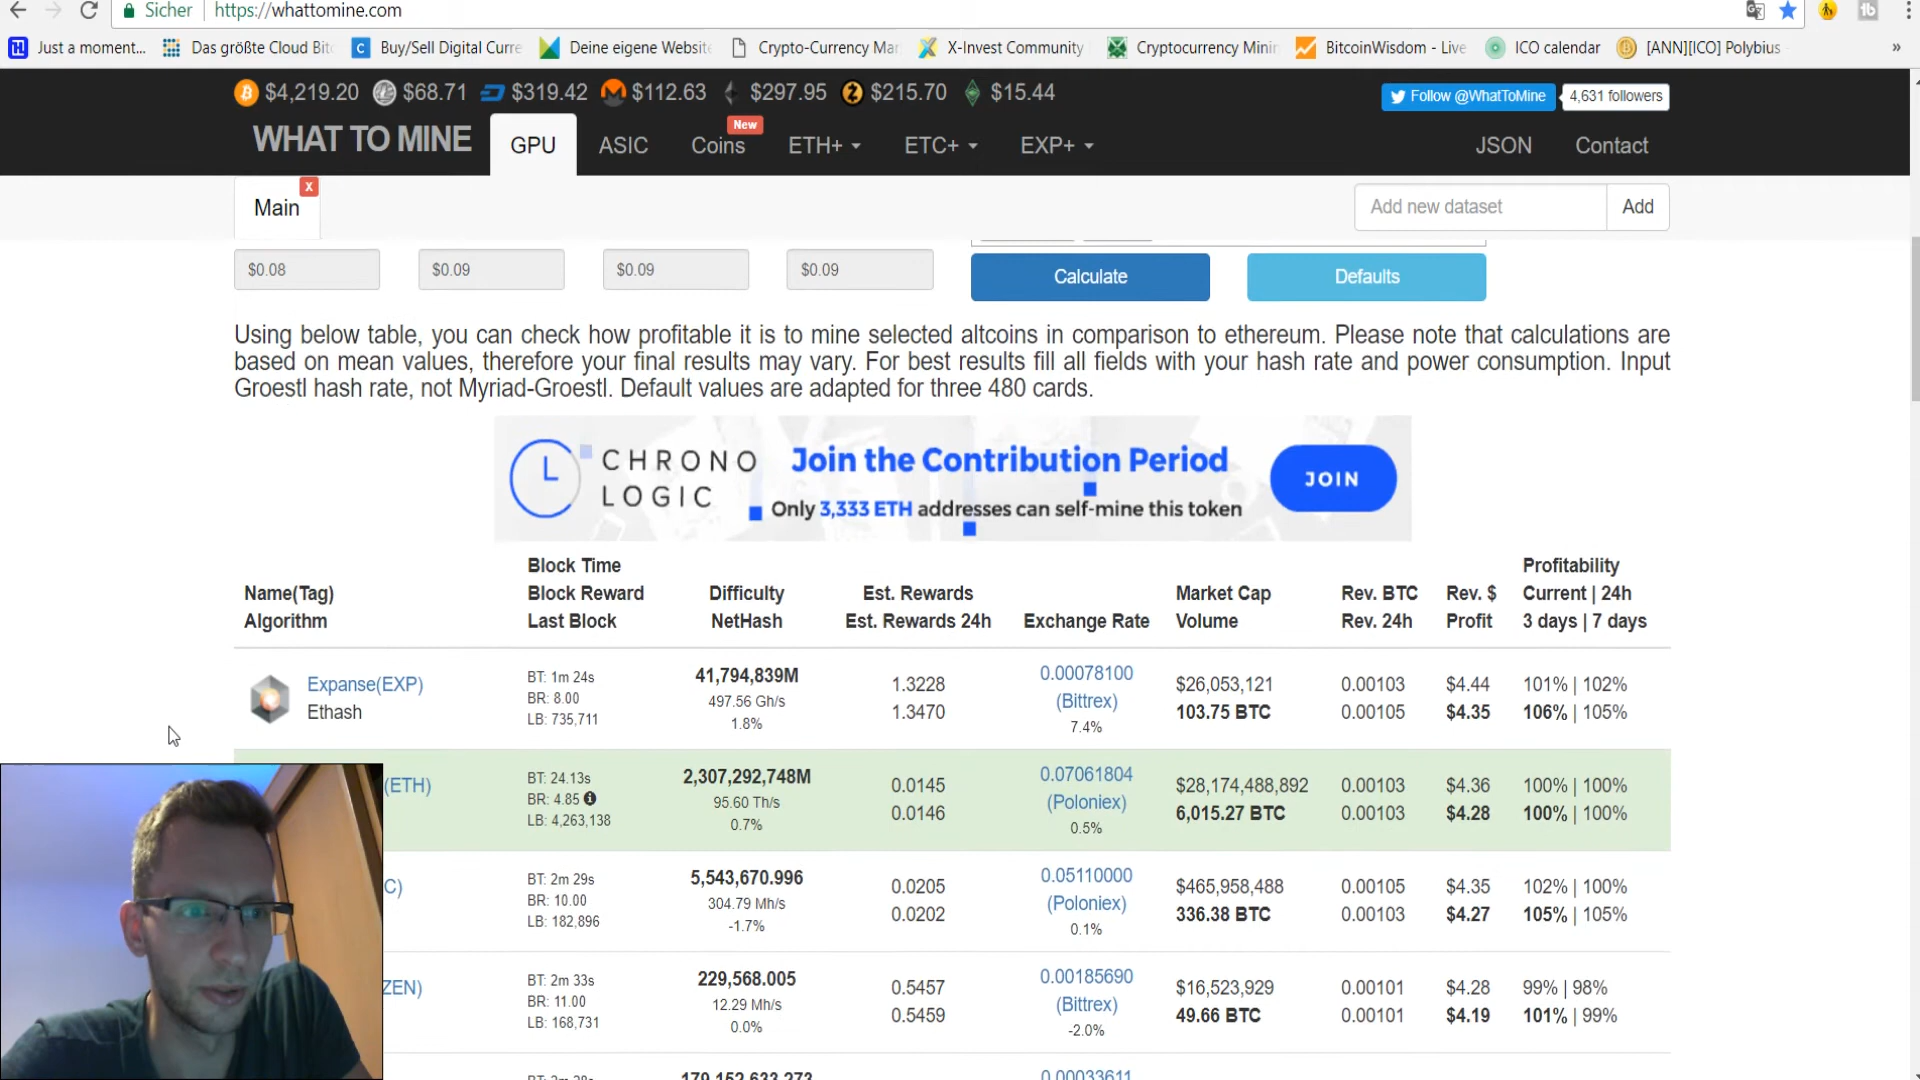 Sicher https://whattomine.com
Just a moment... Das größte Cloud Bit Buy/Sell Digital Curre Deine eigene Website Crypto-Currency Mar X-Invest Community Cryptocurrency Minin BitcoinWisdom - Live ICO calendar [ANN][ICO] Polybius »
$4,219.20 $68.71 $319.42 $112.63 $297.95 $215.70 $15.44 Follow @WhatToMine 4,631 followers
New
WHAT TO MINE GPU ASIC Coins ETH+ ETC+ EXP+ JSON Contact
X
Main Add new dataset Add
$0.08 $0.09 $0.09 $0.09 Calculate Defaults
Using below table, you can check how profitable it is to mine selected altcoins in comparison to ethereum. Please note that calculations are
based on mean values, therefore your final results may vary. For best results fill all fields with your hash rate and power consumption. Input
Groestl hash rate, not Myriad-Groestl. Default values are adapted for three 480 cards.
CHRONO
LOGIC
Join the Contribution Period
Only 3,333 ETH addresses can self-mine this token
JOIN
Block Time Profitability
Name(Tag) Block Reward Difficulty Est. Rewards Market Cap Rev. BTC Rev. $ Current | 24h
Algorithm Last Block NetHash Est. Rewards 24h Exchange Rate Volume Rev. 24h Profit 3 days | 7 days
Expanse(EXP)
Ethash
BT: 1m 24s
BR: 8.00
LB: 735,711
41,794,839M
497.56 Gh/s
1.8%
1.3228
1.3470
0.00078100
(Bittrex)
7.4%
$26,053,121
103.75 BTC
0.00103
0.00105
$4.44
$4.35
101% | 102%
106% | 105%
(ETH)
BT: 24.13s
BR: 4.85
LB: 4,263,138
2,307,292,748M
95.60 Th/s
0.7%
0.0145
0.0146
0.07061804
(Poloniex)
0.5%
$28,174,488,892
6,015.27 BTC
0.00103
0.00103
$4.36
$4.28
100% | 100%
100% | 100%
C)
BT: 2m 29s
BR: 10.00
LB: 182,896
5,543,670.996
304.79 Mh/s
-1.7%
0.0205
0.0202
0.05110000
(Poloniex)
0.1%
$465,958,488
336.38 BTC
0.00105
0.00103
$4.35
$4.27
102% | 100%
105% | 105%
ZEN)
BT: 2m 33s
BR: 11.00
LB: 168,731
229,568.005
12.29 Mh/s
0.0%
0.5457
0.5459
0.00185690
(Bittrex)
-2.0%
$16,523,929
49.66 BTC
0.00101
0.00101
$4.28
$4.19
99% | 98%
101% | 99%
BT: 2m 28s
179,152,633,273
0.00033611